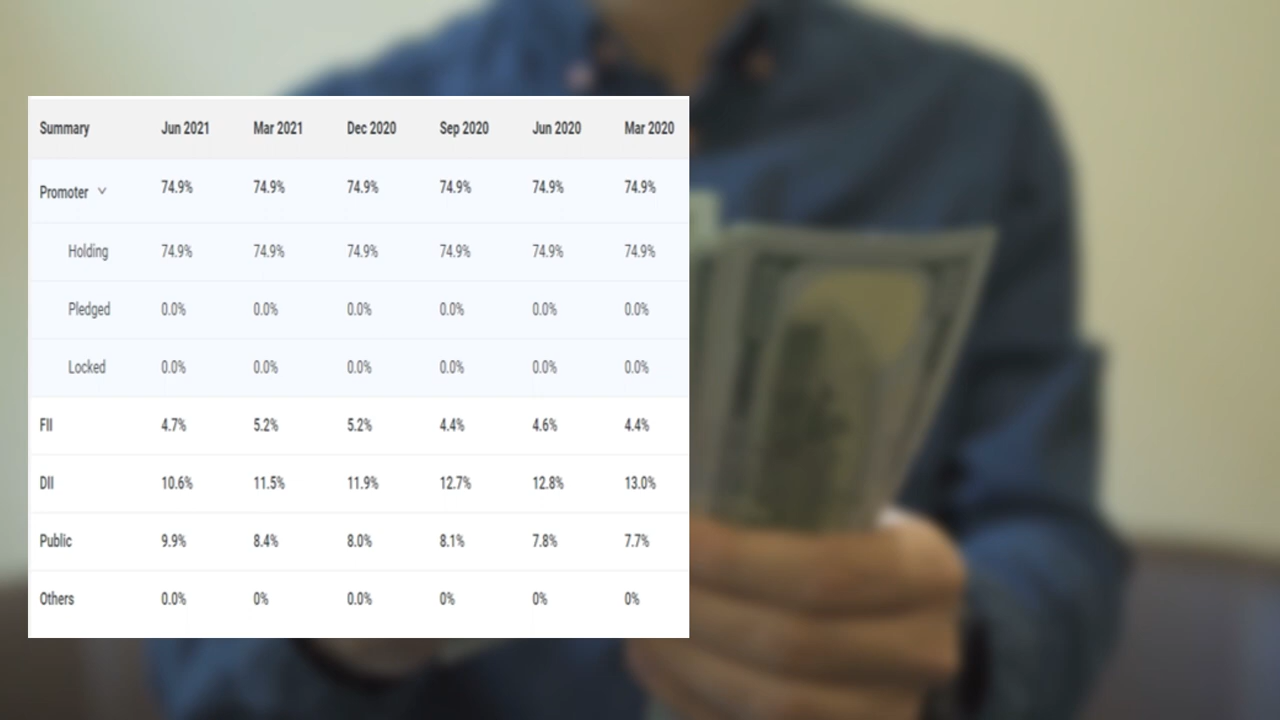 Summary Jun 2021 Mar 2021 Dec 2020 Sep 2020 Jun 2020 Mar 2020
Promoter 74.9% 74.9% 74.9% 74.9% 74.9% 74.9%
Holding 74.9% 74.9% 74.9% 74.9% 74.9% 74.9%
Pledged 0.0% 0.0% 0.0% 0.0% 0.0% 0.0%
Locked 0.0% 0.0% 0.0% 0.0% 0.0% 0.0%
FII 4.7% 5.2% 5.2% 4.4% 4.6% 4.4%
DII 10.6% 11.5% 11.9% 12.7% 12.8% 13.0%
Public 9.9% 8.4% 8.0% 8.1% 7.8% 7.7%
Others 0.0% 0% 0.0% 0% 0% 0%